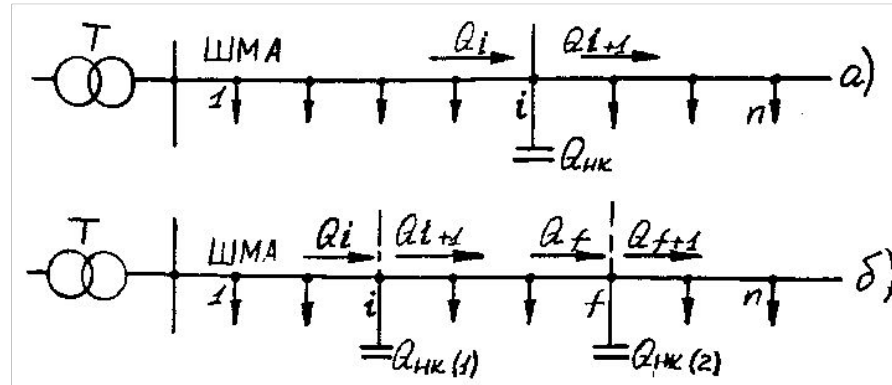 T ШМА Qi Qi+1 а)
1 i n
Qнк
T ШМА Qi Qi+1 Qf Qf+1 б)
1 i f n
Qнк(1) Qнк(2)